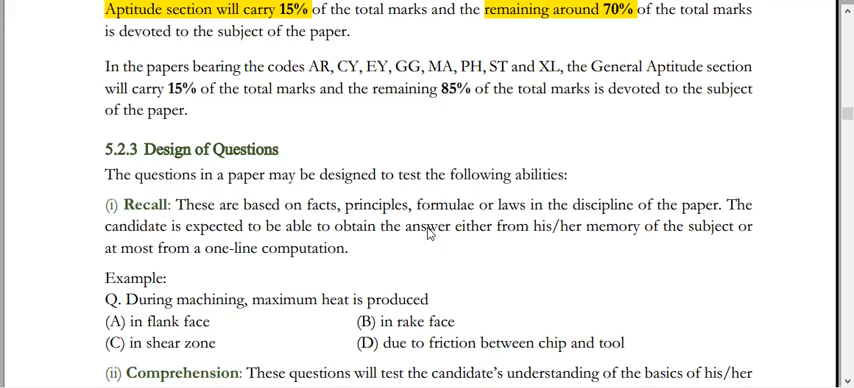 Aptitude section will carry 15% of the total marks and the remaining around 70% of the total marks
is devoted to the subject of the paper.
In the papers bearing the codes AR, CY, EY, GG, MA, PH, ST and XL, the General Aptitude section
will carry 15% of the total marks and the remaining 85% of the total marks is devoted to the subject
of the paper.
5.2.3 Design of Questions
The questions in a paper may be designed to test the following abilities:
(i) Recall: These are based on facts, principles, formulae or laws in the discipline of the paper. The
candidate is expected to be able to obtain the answer either from his/her memory of the subject or
at most from a one-line computation.
Example:
Q. During machining, maximum heat is produced
(A) in flank face (B) in rake face
(C) in shear zone (D) due to friction between chip and tool
(ii) Comprehension: These questions will test the candidate's understanding of the basics of his/her